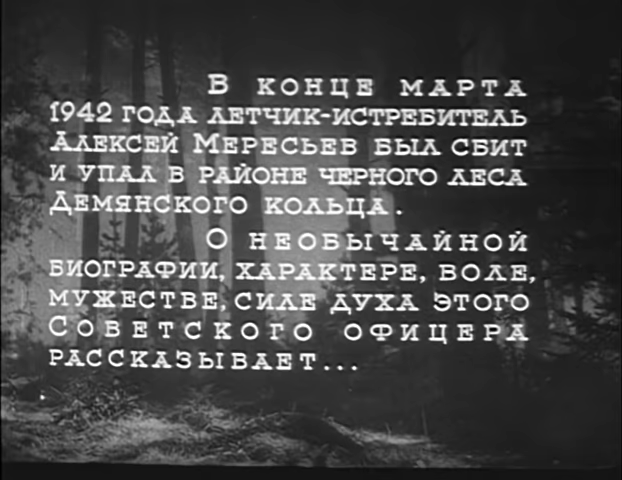 В КОНЦЕ МАРТА
1942 ГОДА ЛЕТЧИК-ИСТРЕБИТЕЛЬ
АЛЕКСЕЙ МЕРЕСЬЕВ БЫЛ СБИТ
И УПАЛ В РАЙОНЕ ЧЕРНОГО ЛЕСА
ДЕМЯНСКОГО КОЛЬЦА.
О НЕОБЫЧАЙНОЙ
БИОГРАФИИ, ХАРАКТЕРЕ, ВОЛЕ,
МУЖЕСТВЕ, СИЛЕ ДУХА ЭТОГО
СОВЕТСКОГО ОФИЦЕРА
РАССКАЗЫВАЕТ...